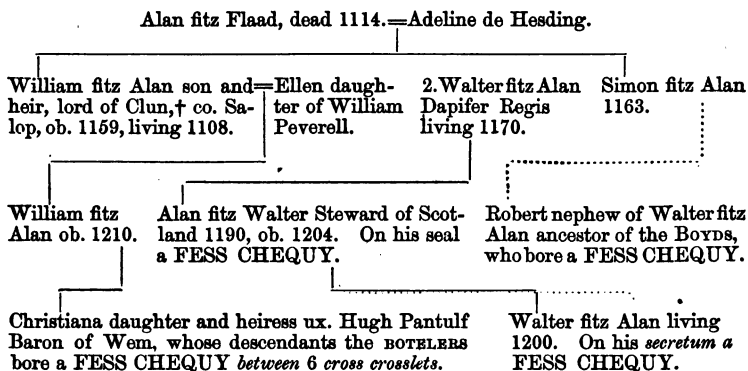 Alan fitz Flaad, dead 1114.=Adeline de Hesding.
William fitz Alan son and=Ellen daugh-
heir, lord of Clun,† co. Sa-
lop, ob. 1159, living 1108.
ter of William
Peverell.
2. Walter fitz Alan
Dapifer Regis
living 1170.
Simon fitz Alan
1163.
William fitz
Alan ob. 1210.
Alan fitz Walter Steward of Scot-
land 1190, ob. 1204. On his seal
a FESS CHEQUY.
Robert nephew of Walter fitz
Alan ancestor of the BOYDS,
who bore a FESS CHEQUY.
Christiana daughter and heiress ux. Hugh Pantulf
Baron of Wem, whose descendants the BOTELERS
bore a FESS CHEQUY between 6 cross crosslets.
Walter fitz Alan living
1200. On his secretum a
FESS CHEQUY.